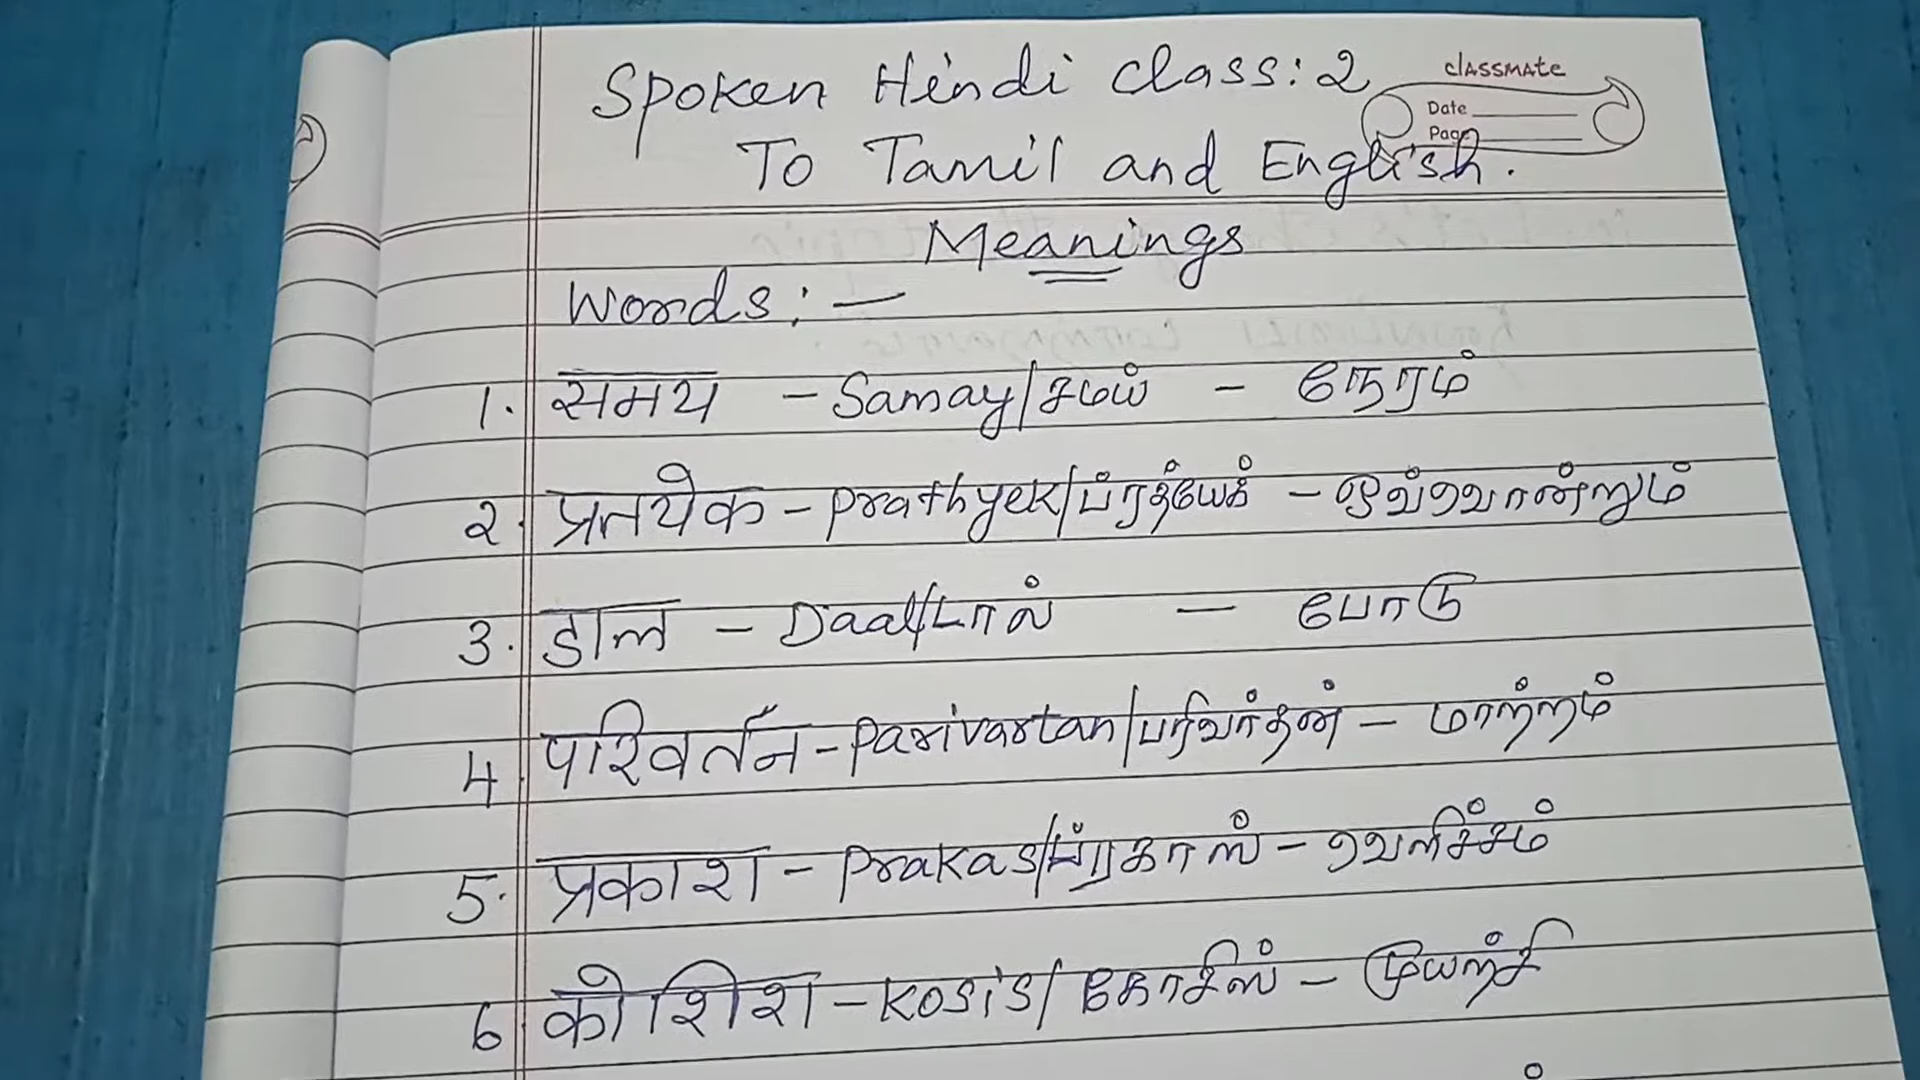 Spoken Hindi class: 2
classmate
Date
Page
To Tamil and English.
Meanings
Words: —
1. समय - Samay/சமய் - நேரம்
2. प्रत्येक - prathyek/ப்ரத்யேக் - ஒவ்வொன்றும்
3. डाल - Daal/டால் - போடு
4. परिवर्तन - Parivartan/பரிவர்தன் - மாற்றம்
5. प्रकाश - Prakas/ப்ரகாஸ் - வெளிச்சம்
6. कोशिश - Kosis/கோசிஸ் - முயற்சி